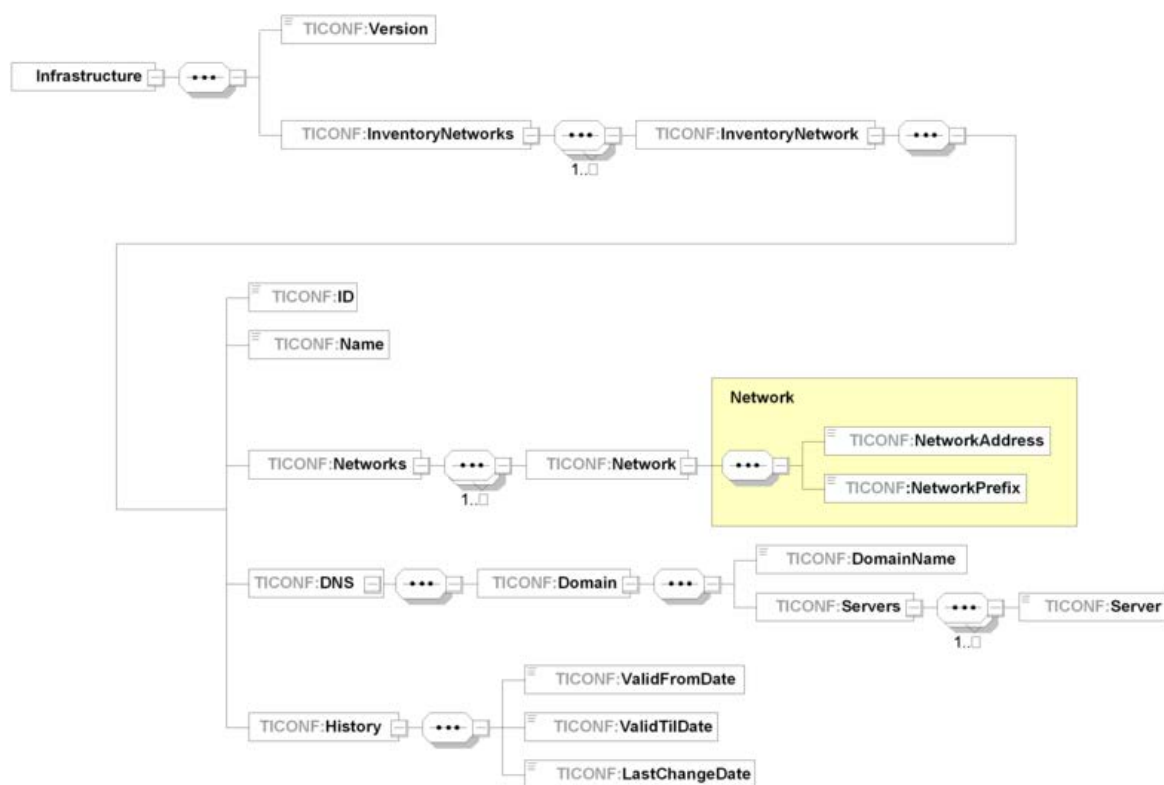 TICONF:Version
Infrastructure
TICONF:InventoryNetworks
TICONF:InventoryNetwork
1..□
TICONF:ID
TICONF:Name
Network
TICONF:NetworkAddress
TICONF:Networks
TICONF:Network
TICONF:NetworkPrefix
1..□
TICONF:DomainName
TICONF:DNS
TICONF:Domain
TICONF:Servers
TICONF:Server
1..□
TICONF:ValidFromDate
TICONF:History
TICONF:ValidTilDate
TICONF:LastChangeDate